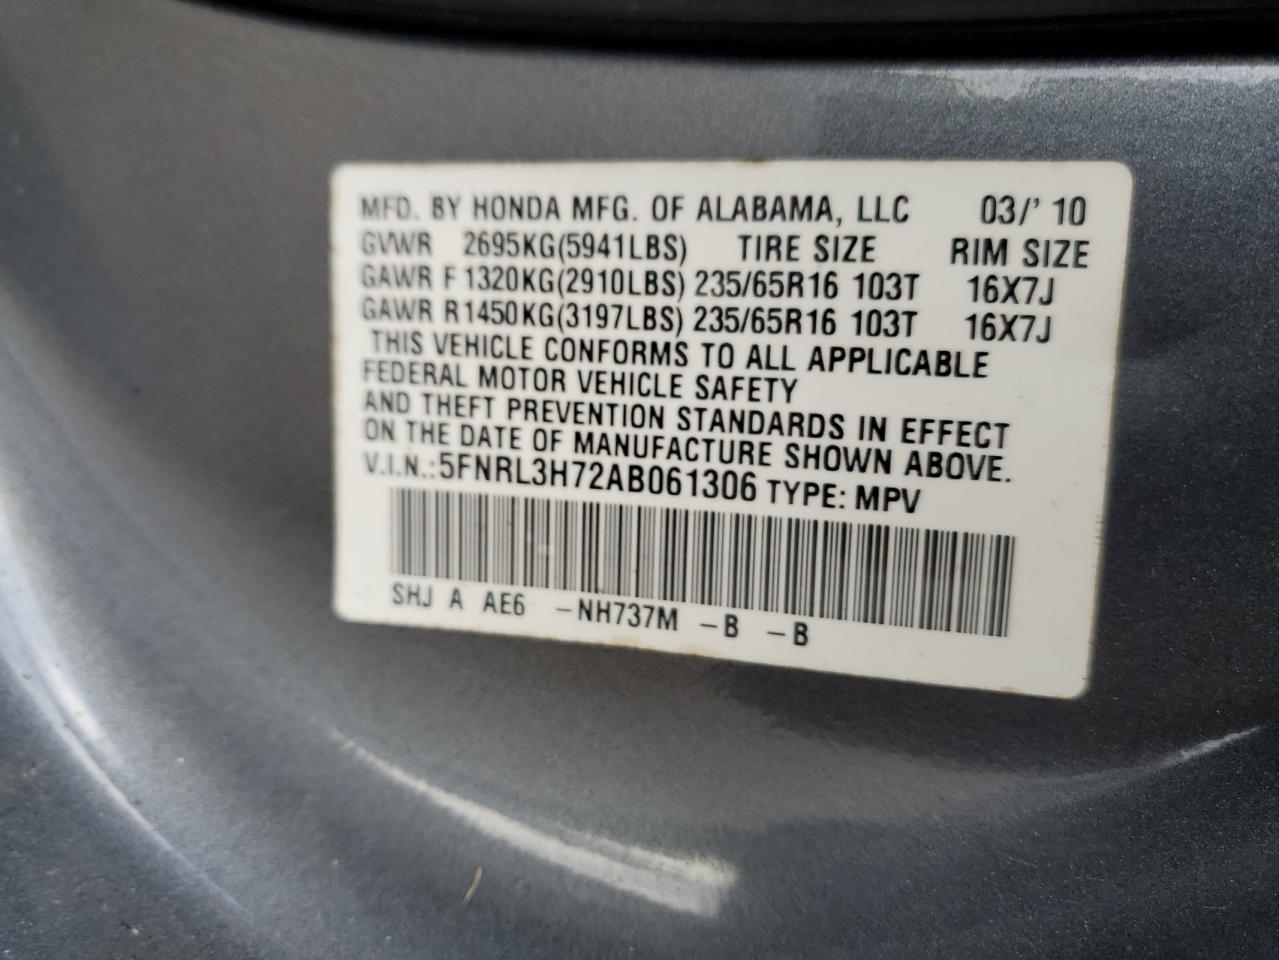 MFD. BY HONDA MFG. OF ALABAMA, LLC 03/' 10
GVWR 2695KG(5941LBS) TIRE SIZE RIM SIZE
GAWR F 1320KG(2910LBS) 235/65R16 103T 16X7J
GAWR R1450KG(3197LBS) 235/65R16 103T 16X7J
THIS VEHICLE CONFORMS TO ALL APPLICABLE
FEDERAL MOTOR VEHICLE SAFETY
AND THEFT PREVENTION STANDARDS IN EFFECT
ON THE DATE OF MANUFACTURE SHOWN ABOVE.
V.I.N.:5FNRL3H72AB061306 TYPE: MPV
SHJ A AE6 -NH737M -B -B